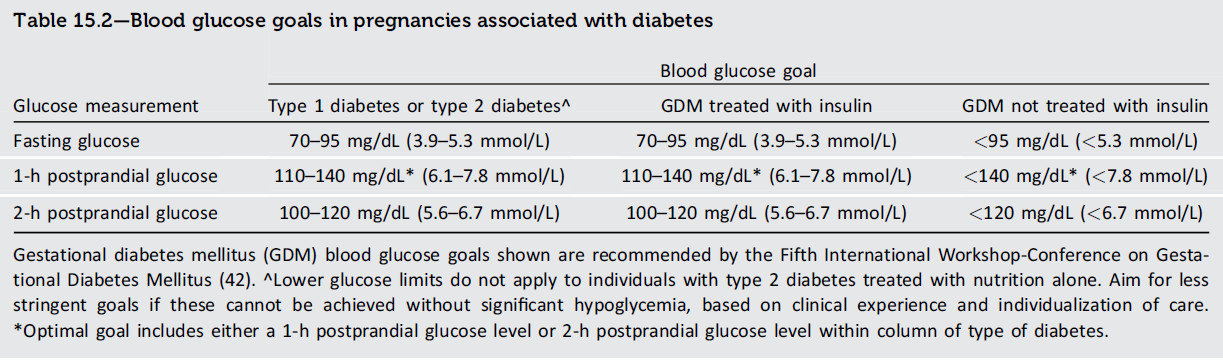 Table 15.2—Blood glucose goals in pregnancies associated with diabetes
Blood glucose goal
Glucose measurement Type 1 diabetes or type 2 diabetes^ GDM treated with insulin GDM not treated with insulin
Fasting glucose 70–95 mg/dL (3.9–5.3 mmol/L) 70–95 mg/dL (3.9–5.3 mmol/L) <95 mg/dL (<5.3 mmol/L)
1-h postprandial glucose 110–140 mg/dL* (6.1–7.8 mmol/L) 110–140 mg/dL* (6.1–7.8 mmol/L) <140 mg/dL* (<7.8 mmol/L)
2-h postprandial glucose 100–120 mg/dL (5.6–6.7 mmol/L) 100–120 mg/dL (5.6–6.7 mmol/L) <120 mg/dL (<6.7 mmol/L)
Gestational diabetes mellitus (GDM) blood glucose goals shown are recommended by the Fifth International Workshop-Conference on Gesta-
tional Diabetes Mellitus (42). ^Lower glucose limits do not apply to individuals with type 2 diabetes treated with nutrition alone. Aim for less
stringent goals if these cannot be achieved without significant hypoglycemia, based on clinical experience and individualization of care.
*Optimal goal includes either a 1-h postprandial glucose level or 2-h postprandial glucose level within column of type of diabetes.